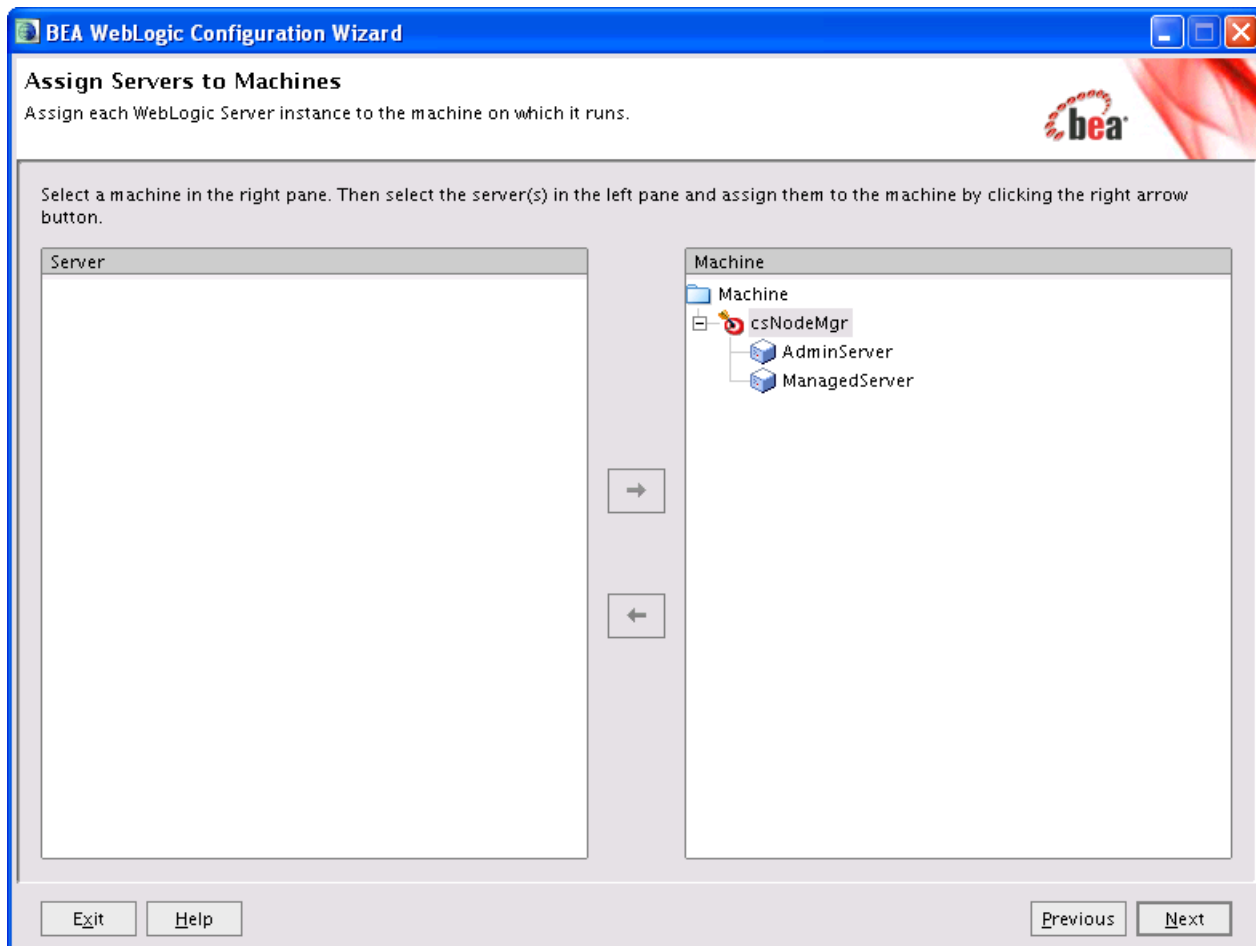 BEA WebLogic Configuration Wizard
Assign Servers to Machines
Assign each WebLogic Server instance to the machine on which it runs.
bea
Select a machine in the right pane. Then select the server(s) in the left pane and assign them to the machine by clicking the right arrow
button.
Server
Machine
Machine
csNodeMgr
AdminServer
ManagedServer
Exit
Help
Previous
Next